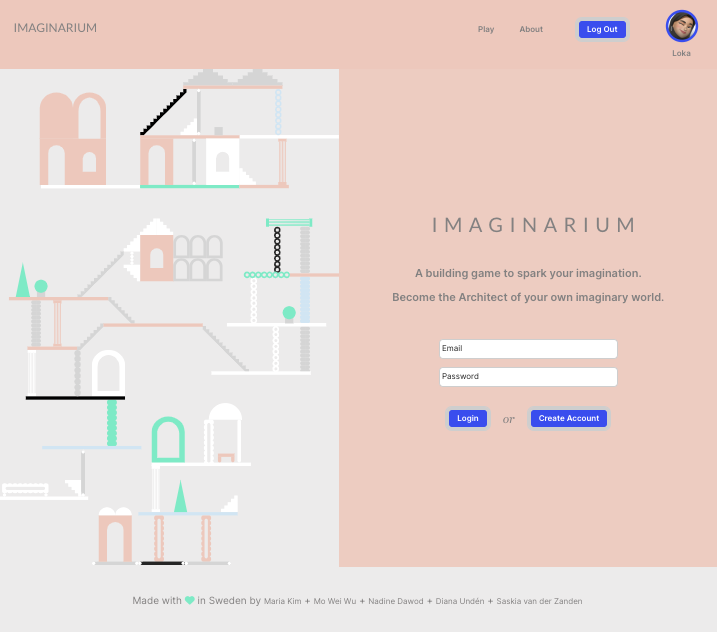 IMAGINARIUM
Play
About
Log Out
Loka
IMAGINARIUM
A building game to spark your imagination.
Become the Architect of your own imaginary world.
Email
Password
Login
or
Create Account
Made with in Sweden by Maria Kim + Mo Wei Wu + Nadine Dawod + Diana Undén + Saskia van der Zanden